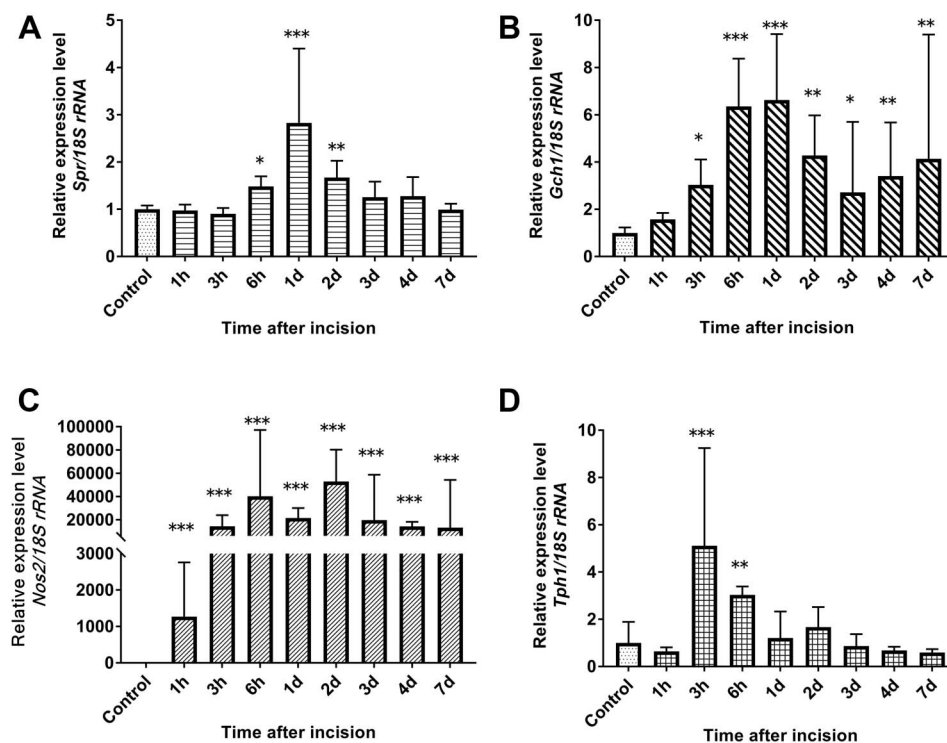 A
Relative expression level
Spr/18S rRNA
5
4
3
2
1
0
*
***
**
Control
1h
3h
6h
1d
2d
3d
4d
7d
Time after incision
B
Relative expression level
Gch1/18S rRNA
10
8
6
4
2
0
*
***
***
**
*
**
**
Control
1h
3h
6h
1d
2d
3d
4d
7d
Time after incision
C
Relative expression level
Nos2/18S rRNA
100000
80000
60000
40000
20000
3000
2000
1000
0
***
***
***
***
***
***
***
***
Control
1h
3h
6h
1d
2d
3d
4d
7d
Time after incision
D
Relative expression level
Tph1/18S rRNA
10
8
6
4
2
0
***
**
Control
1h
3h
6h
1d
2d
3d
4d
7d
Time after incision